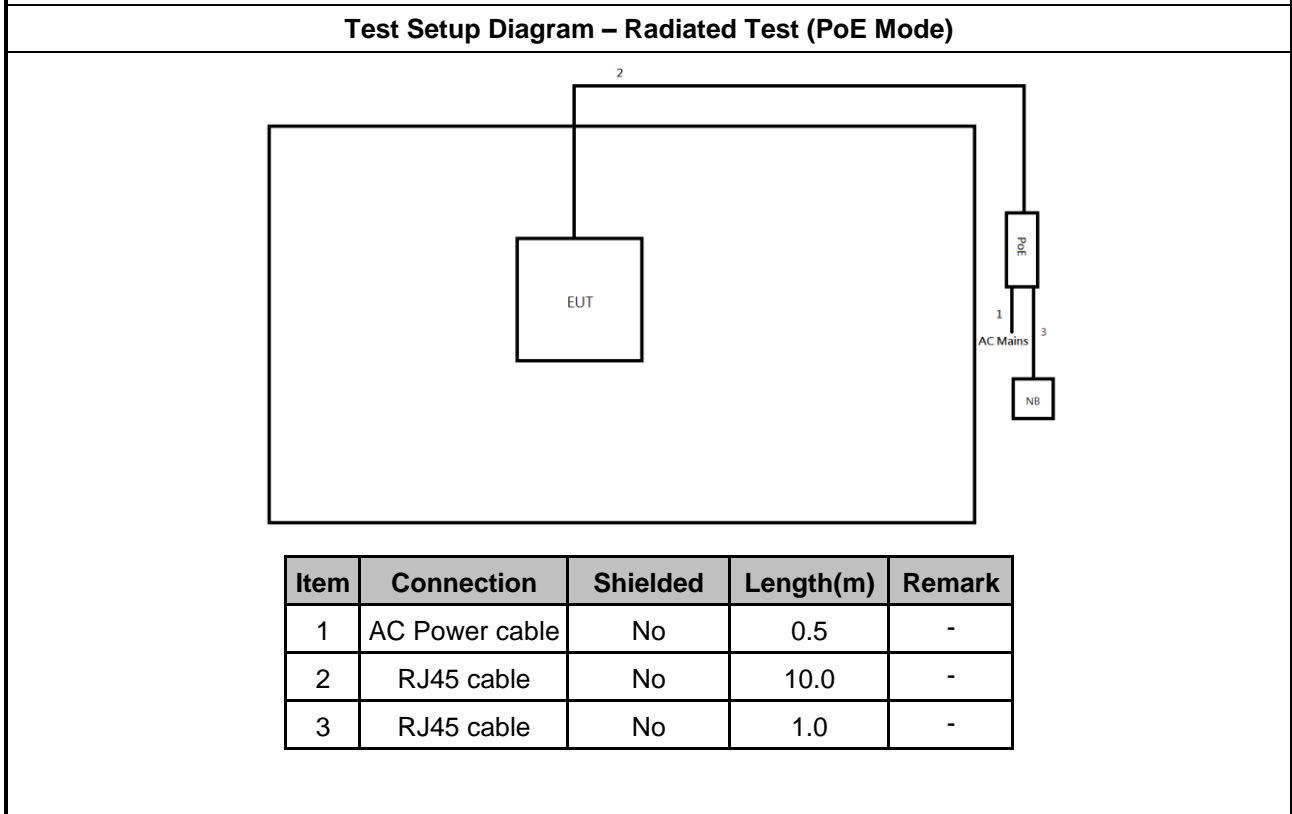 Test Setup Diagram – Radiated Test (PoE Mode)
2
PoE
EUT
1
3
AC Mains
NB
Item Connection Shielded Length(m) Remark
1 AC Power cable No 0.5 -
2 RJ45 cable No 10.0 -
3 RJ45 cable No 1.0 -